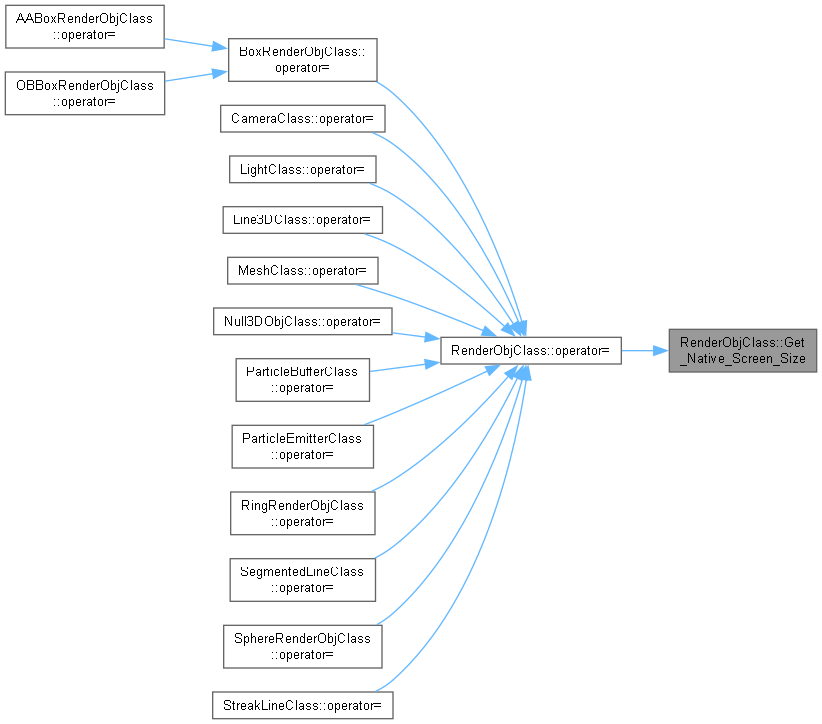 AABoxRenderObjClass
::operator=
OBBoxRenderObjClass
::operator=
BoxRenderObjClass::
operator=
CameraClass::operator=
LightClass::operator=
Line3DClass::operator=
MeshClass::operator=
Null3DObjClass::operator=
ParticleBufferClass
::operator=
ParticleEmitterClass
::operator=
RingRenderObjClass
::operator=
SegmentedLineClass
::operator=
SphereRenderObjClass
::operator=
StreakLineClass::operator=
RenderObjClass::operator=
RenderObjClass::Get
_Native_Screen_Size